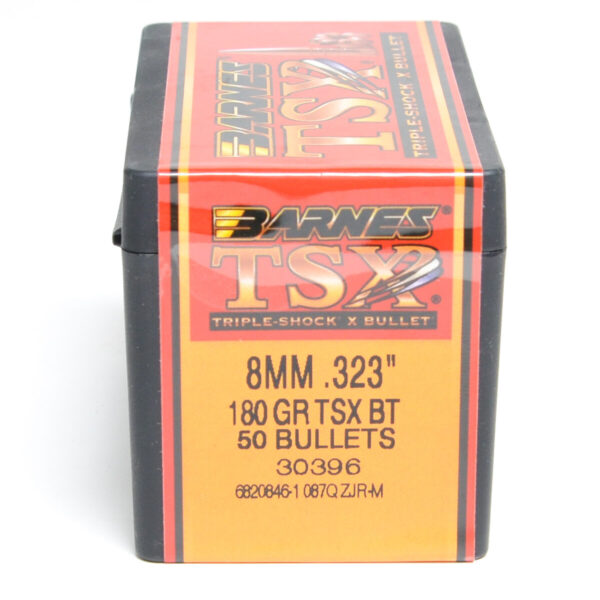 BARNES
TSX
TRIPLE-SHOCK X BULLET
BARNES®
TSX®
TRIPLE-SHOCK® X BULLET
8MM .323"
180 GR TSX BT
50 BULLETS
30396
6820846-1 087Q ZJR-M